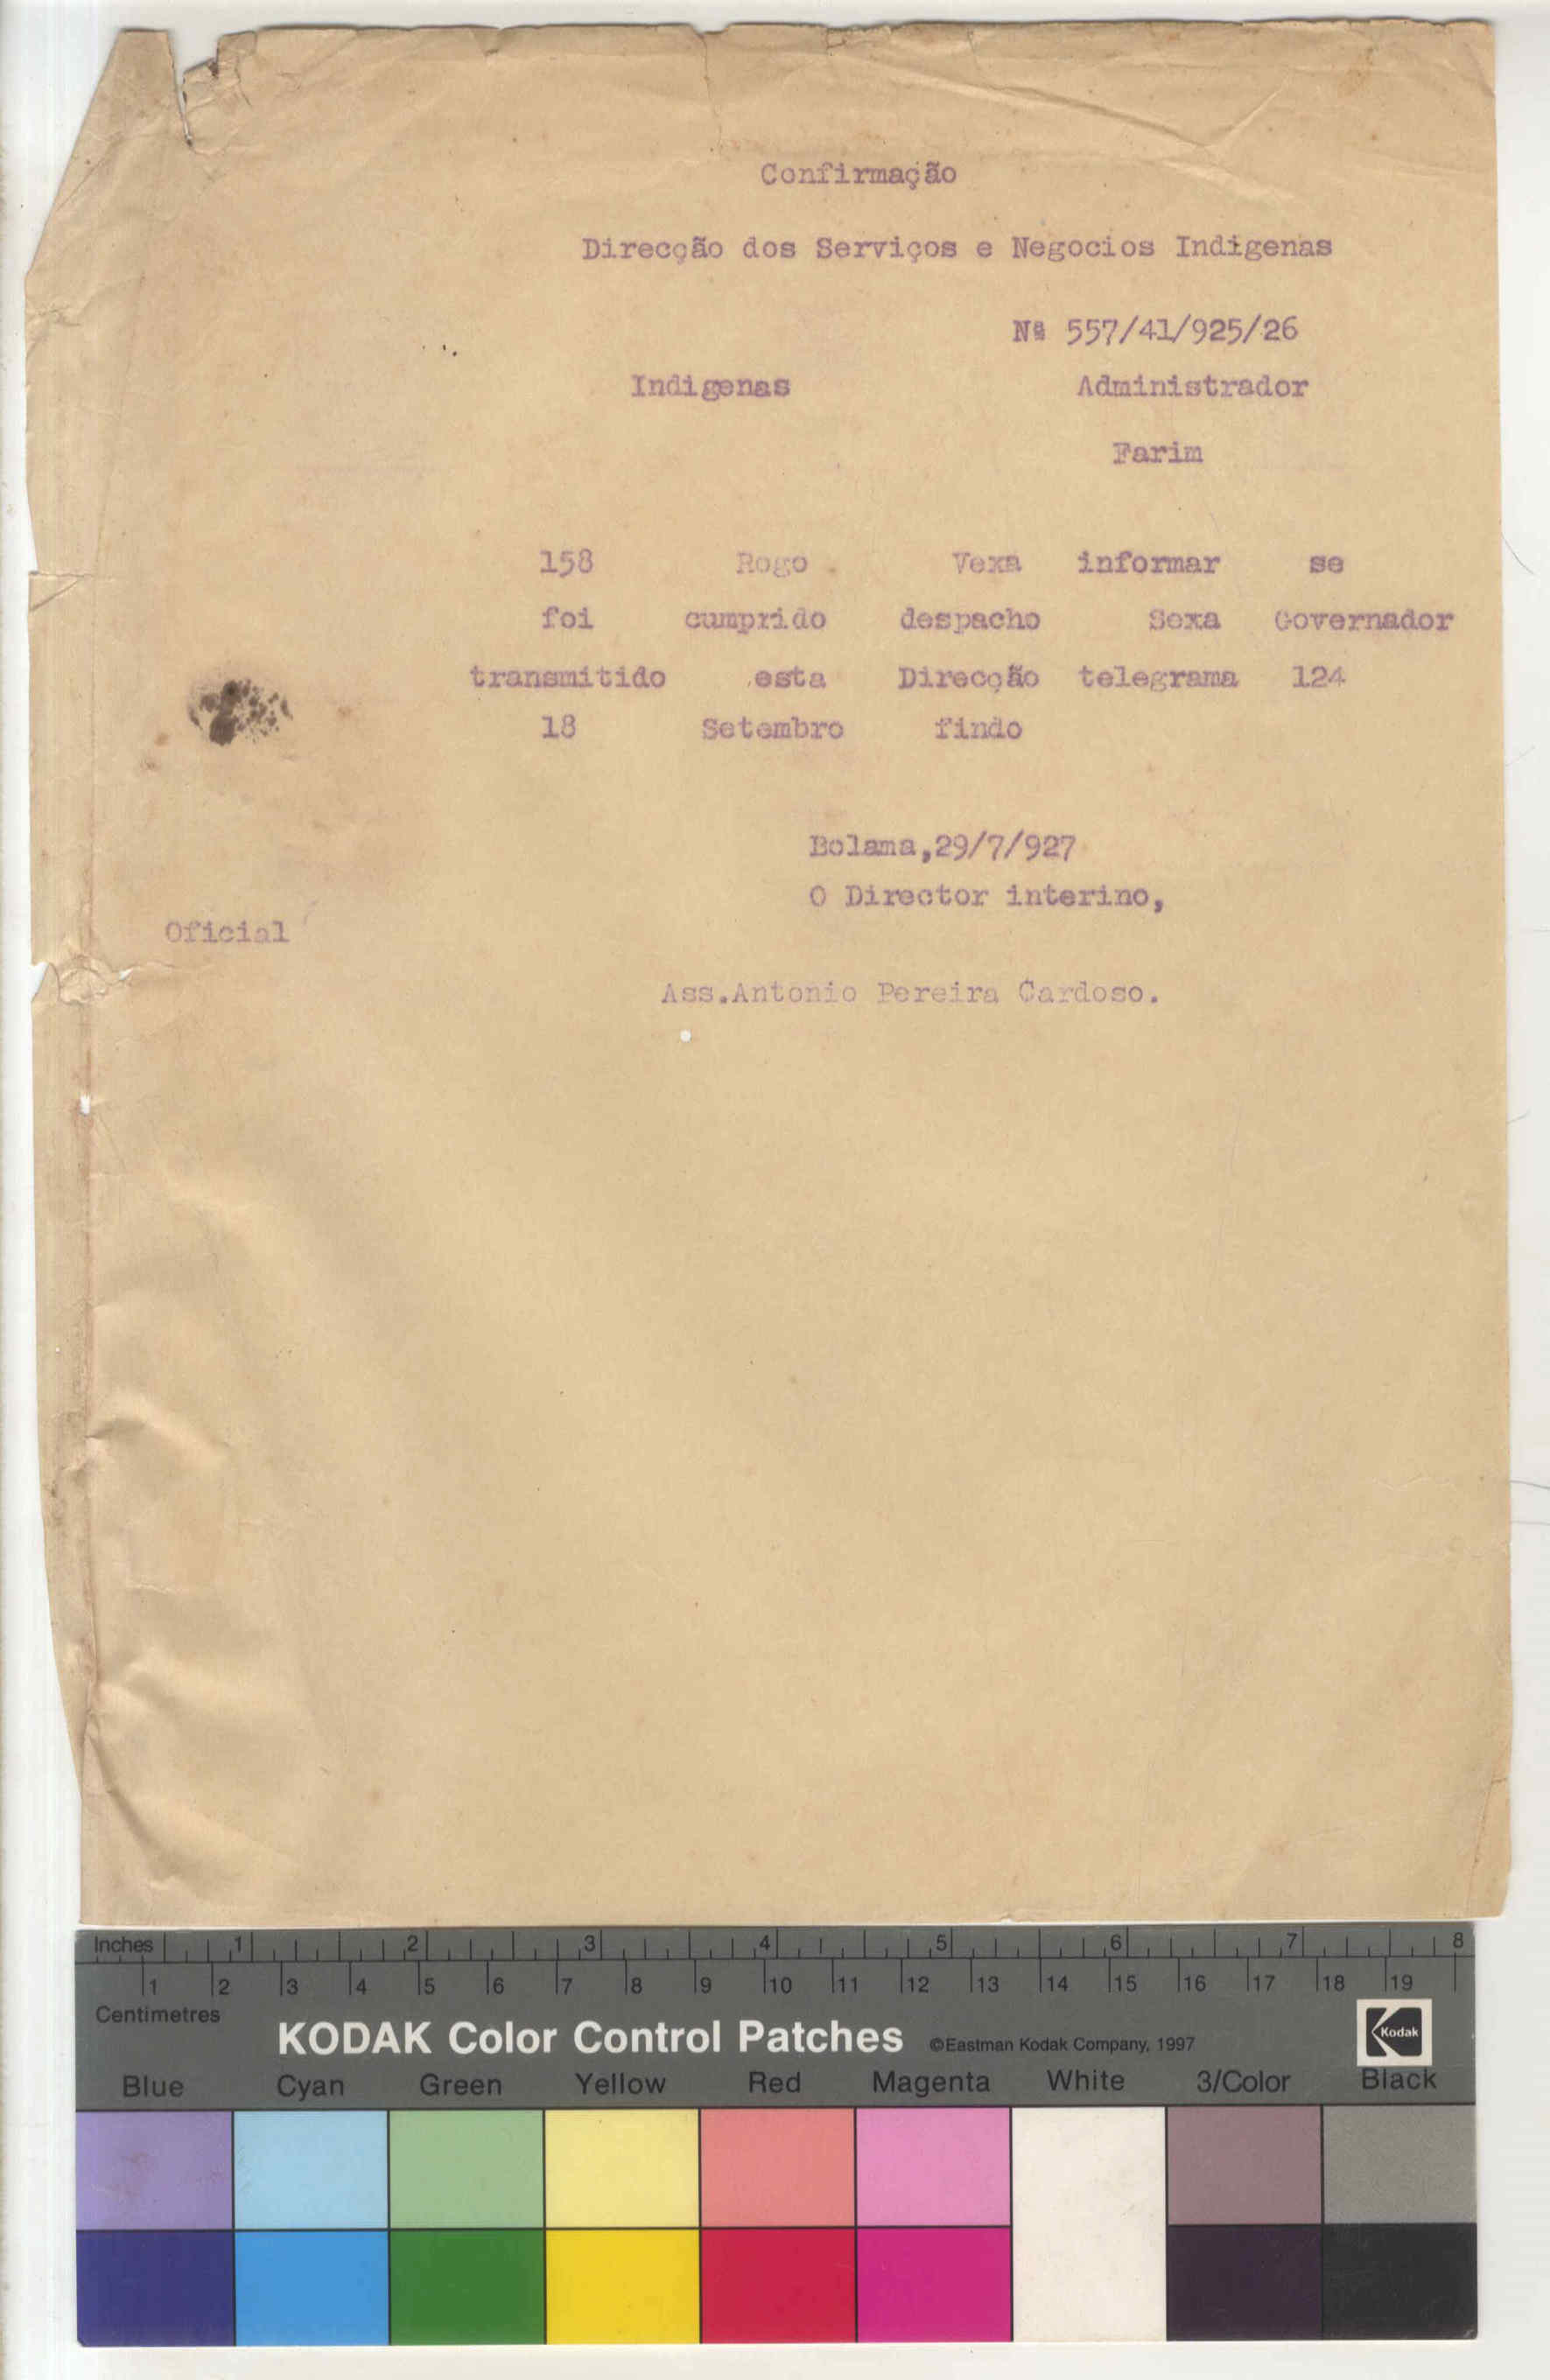 Confirmação
Direcção dos Serviços e Negocios Indigenas
Nº 557/41/925/26
Indigenas Administrador
Farim
158 Rogo Vexa informar se
foi cumprido despacho Sexa Governador
transmitido esta Direcção telegrama 124
18 Setembro findo
Bolama,29/7/927
O Director interino,
Oficial
Ass.Antonio Pereira Cardoso.
Inches 1 2 3 4 5 6 7 8
1 2 3 4 5 6 7 8 9 10 11 12 13 14 15 16 17 18 19
Centimetres
KODAK Color Control Patches ©Eastman Kodak Company, 1997 Kodak
Blue Cyan Green Yellow Red Magenta White 3/Color Black